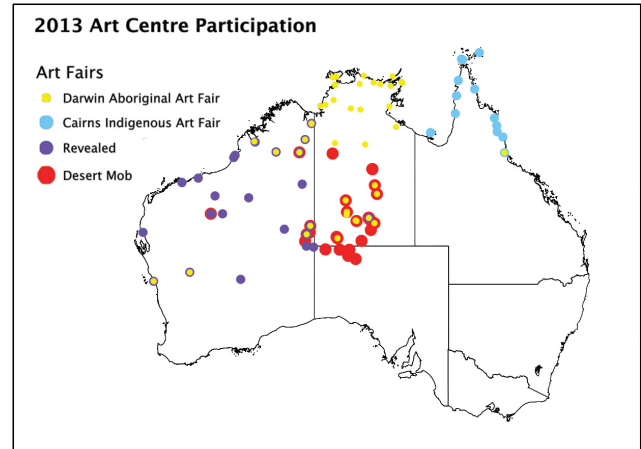 2013 Art Centre Participation
Art Fairs
Darwin Aboriginal Art Fair
Cairns Indigenous Art Fair
Revealed
Desert Mob